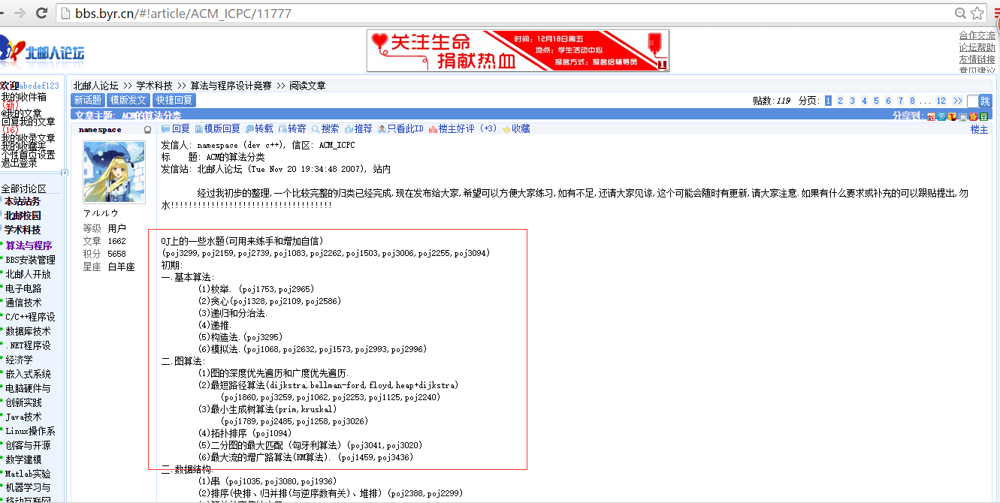 bbs.byr.cn/#!article/ACM_ICPC/11777
北邮人论坛
关注生命
捐献热血
时间：12月18日周五
地点：学生活动中心
报名方式：报名给辅导员
1
合作交流
论坛帮助
友情链接
意见建议
欢迎abcdef123
我的收件箱
(新)
@我的文章
回复我的文章
(16)
我的收录文章
我的收藏夹
个性首页设置
退出登录
全部讨论区
本站站务
北邮校园
学术科技
算法与程序
BBS安装管理
北邮人开放
电子电路
通信技术
C/C++程序设
数据库技术
.NET程序设
经济学
嵌入式系统
电脑硬件与
创新实践
Java技术
Linux操作系
创客与开源
数学建模
Matlab实验
机器学习与
移动互联网
北邮人论坛 >> 学术科技 >> 算法与程序设计竞赛 >> 阅读文章
新话题 模版发文 快捷回复
贴数:119 分页: 1 2 3 4 5 6 7 8 ... 12 >> 跳
文章主题: ACM的算法分类
分享到:
namespace
回复 模版回复 转载 转寄 搜索 推荐 只看此ID 楼主好评 (+3) 收藏
楼主
アルルウ
等级 用户
文章 1662
积分 5658
星座 白羊座
发信人: namespace (dev c++), 信区: ACM_ICPC
标 题: ACM的算法分类
发信站: 北邮人论坛 (Tue Nov 20 19:34:48 2007), 站内
经过我初步的整理,一个比较完整的归类已经完成,现在发布给大家,希望可以方便大家练习,如有不足,还请大家见谅,这个可能会随时有更新,请大家注意.如果有什么要求或补充的可以跟贴提出,勿
水!!!!!!!!!!!!!!!!!!!!!!!!!!!!!!!!!!!!
OJ上的一些水题(可用来练手和增加自信)
(poj3299,poj2159,poj2739,poj1083,poj2262,poj1503,poj3006,poj2255,poj3094)
初期:
一.基本算法:
(1)枚举. (poj1753,poj2965)
(2)贪心(poj1328,poj2109,poj2586)
(3)递归和分治法.
(4)递推.
(5)构造法.(poj3295)
(6)模拟法.(poj1068,poj2632,poj1573,poj2993,poj2996)
二.图算法:
(1)图的深度优先遍历和广度优先遍历.
(2)最短路径算法(dijkstra,bellman-ford,floyd,heap+dijkstra)
(poj1860,poj3259,poj1062,poj2253,poj1125,poj2240)
(3)最小生成树算法(prim,kruskal)
(poj1789,poj2485,poj1258,poj3026)
(4)拓扑排序 (poj1094)
(5)二分图的最大匹配 (匈牙利算法) (poj3041,poj3020)
(6)最大流的增广路算法(KM算法). (poj1459,poj3436)
三.数据结构.
(1)串 (poj1035,poj3080,poj1936)
(2)排序(快排、归并排(与逆序数有关)、堆排) (poj2388,poj2299)